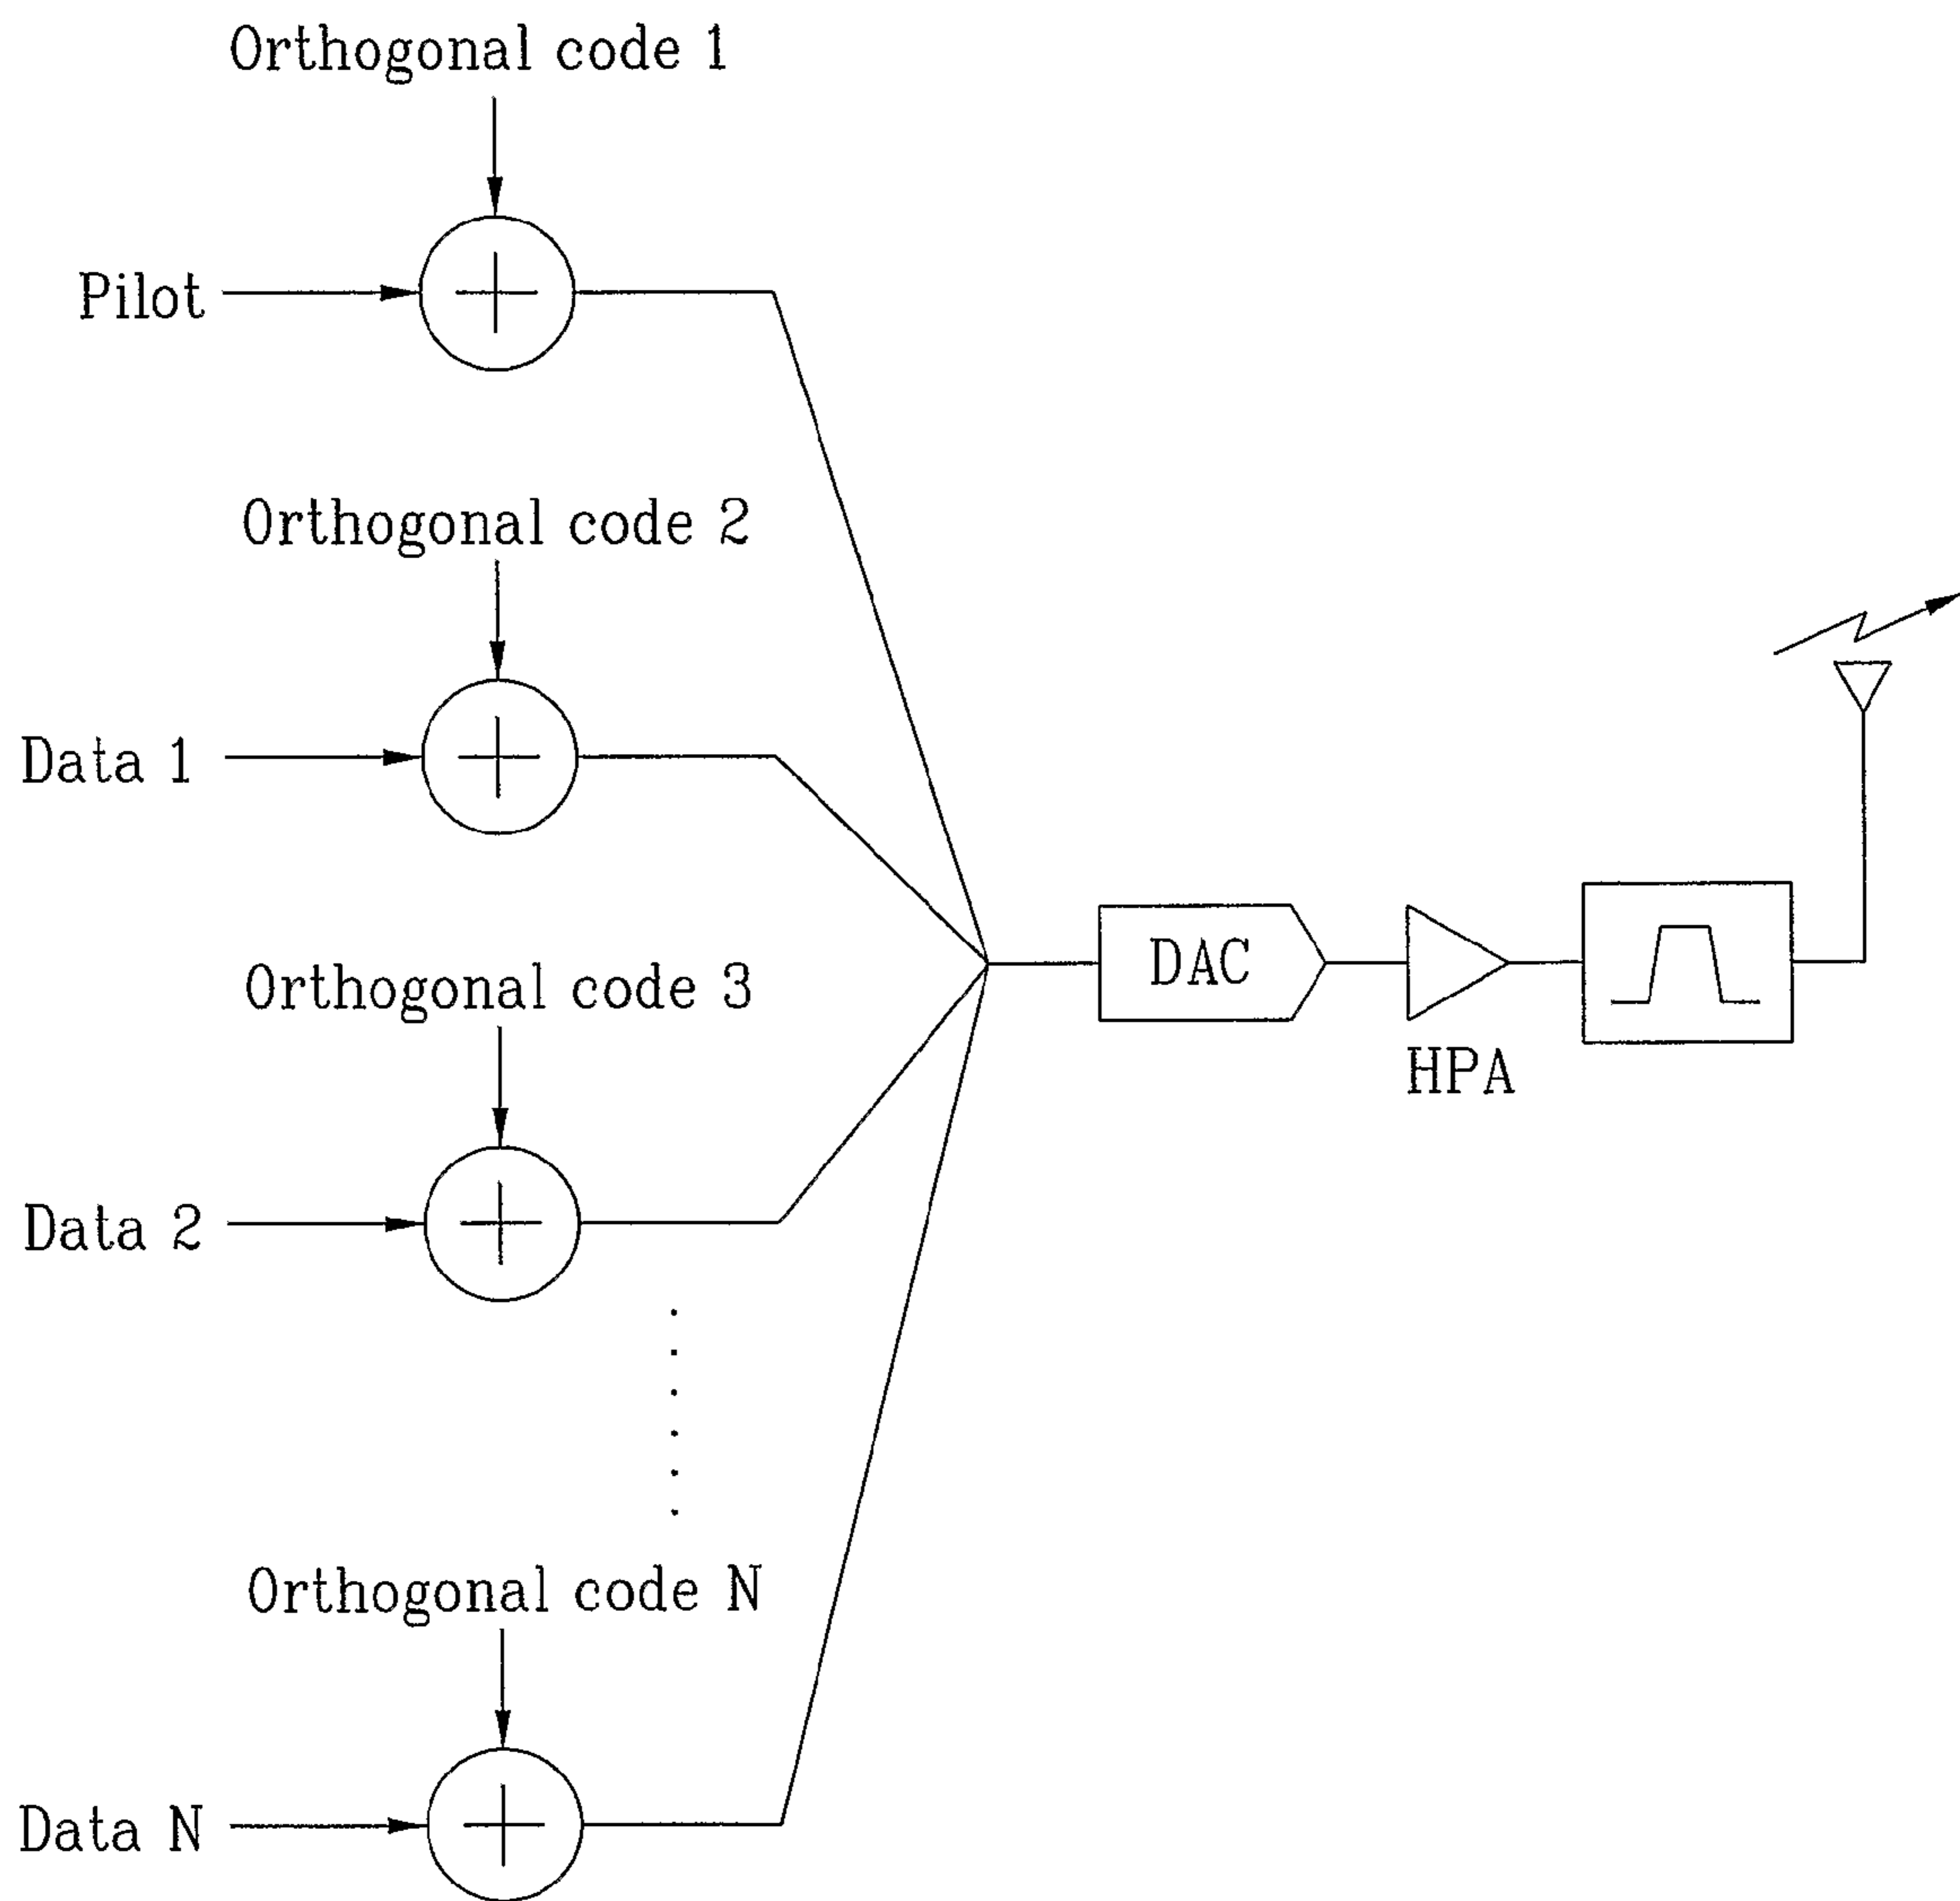 Orthogonal code 1
Pilot
Orthogonal code 2
Data 1
Orthogonal code 3
DAC
HPA
Data 2
Orthogonal code N
Data N